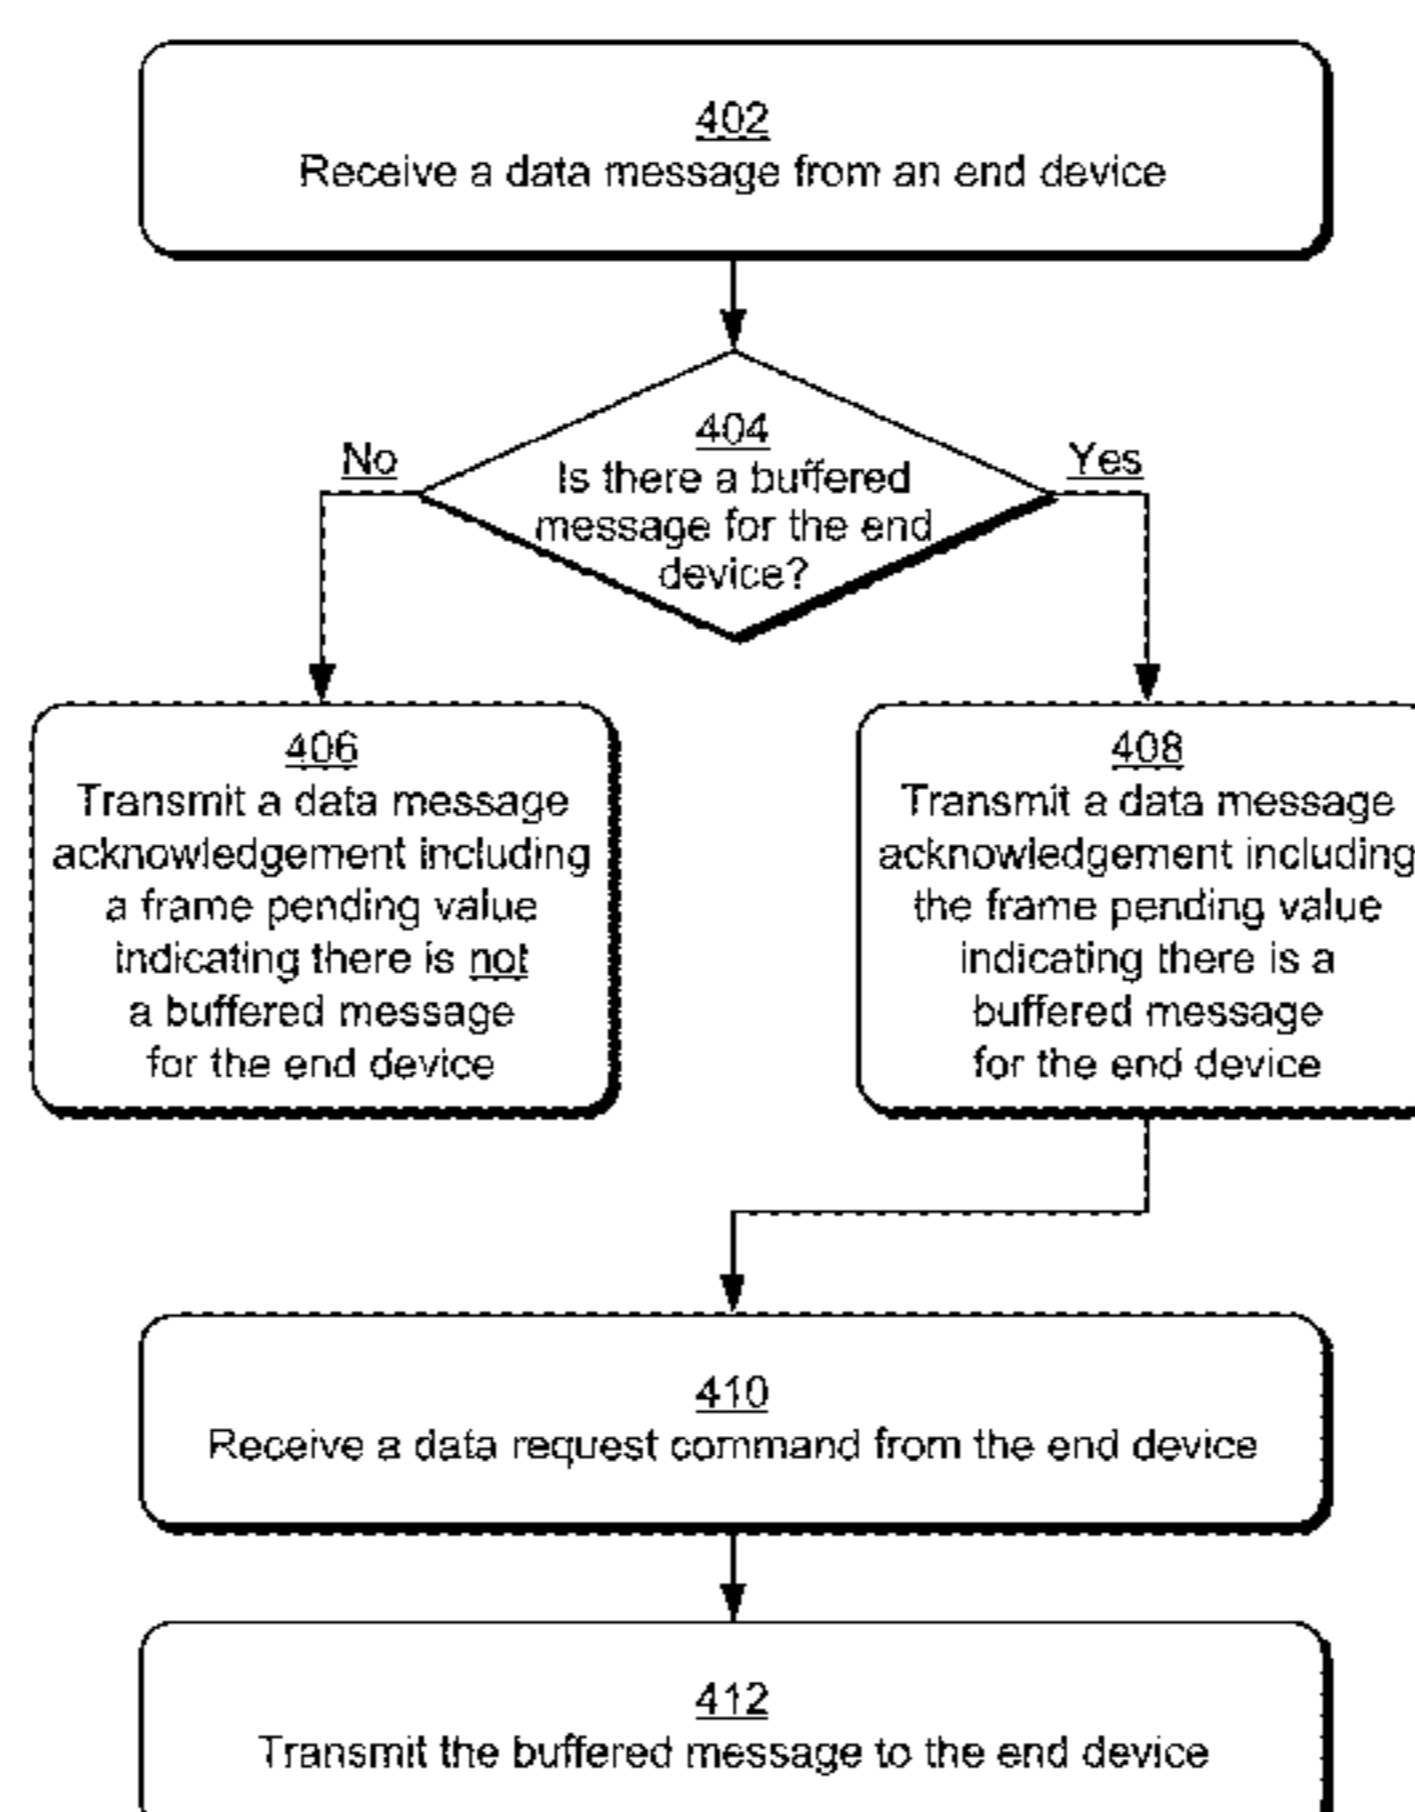 402
Receive a data message from an end device
404
Is there a buffered
message for the end
device?
No
Yes
406
Transmit a data message
acknowledgement including
a frame pending value
indicating there is not
a buffered message
for the end device
408
Transmit a data message
acknowledgement including
the frame pending value
indicating there is a
buffered message
for the end device
410
Receive a data request command from the end device
412
Transmit the buffered message to the end device